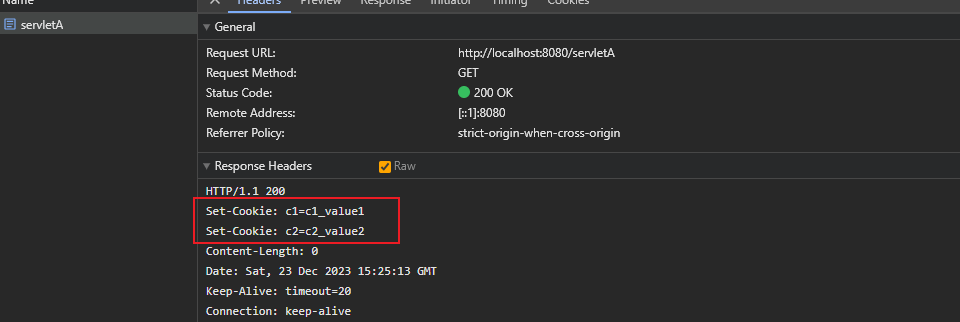 Name
Headers Preview Response Initiator Timing Cookies
servletA
General
Request URL: http://localhost:8080/servletA
Request Method: GET
Status Code: 200 OK
Remote Address: [::1]:8080
Referrer Policy: strict-origin-when-cross-origin
Response Headers Raw
HTTP/1.1 200
Set-Cookie: c1=c1_value1
Set-Cookie: c2=c2_value2
Content-Length: 0
Date: Sat, 23 Dec 2023 15:25:13 GMT
Keep-Alive: timeout=20
Connection: keep-alive